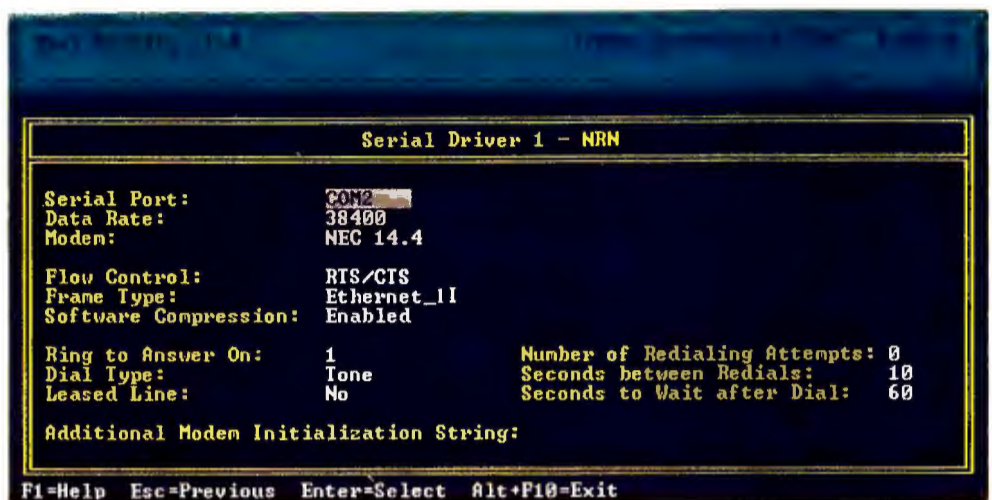 Serial Driver 1 - NRN
Serial Port: COM2
Data Rate: 38400
Modem: NEC 14.4
Flow Control: RTS/CTS
Frame Type: Ethernet_II
Software Compression: Enabled
Ring to Answer On: 1 Number of Redialing Attempts: 0
Dial Type: Tone Seconds between Redials: 10
Leased Line: No Seconds to Wait after Dial: 60
Additional Modem Initialization String:
F1=Help Esc=Previous Enter=Select Alt+F10=Exit